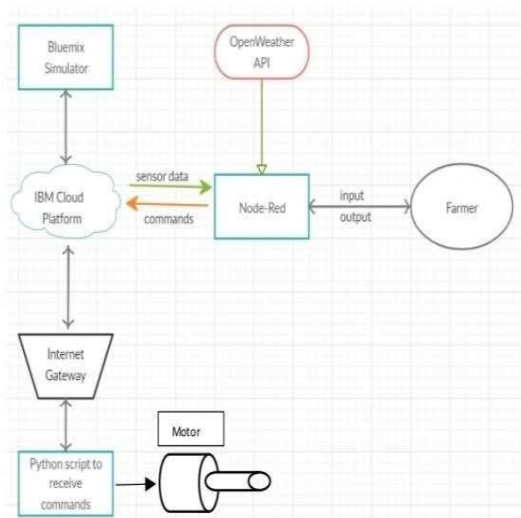 Bluemix
Simulator
OpenWeather
API
sensor data
commands
IBM Cloud
Platform
Node-Red
input
output
Farmer
Internet
Gateway
Motor
Python script to
receive
commands